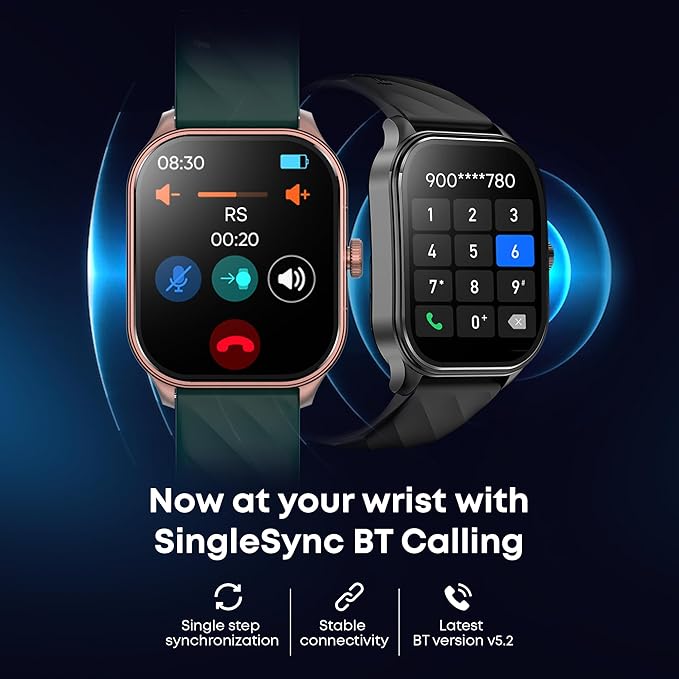 08:30
RS
00:20
900****780
1 2 3
4 5 6
7* 8 9#
0+
Now at your wrist with
SingleSync BT Calling
Single step
synchronization
Stable
connectivity
Latest
BT version v5.2